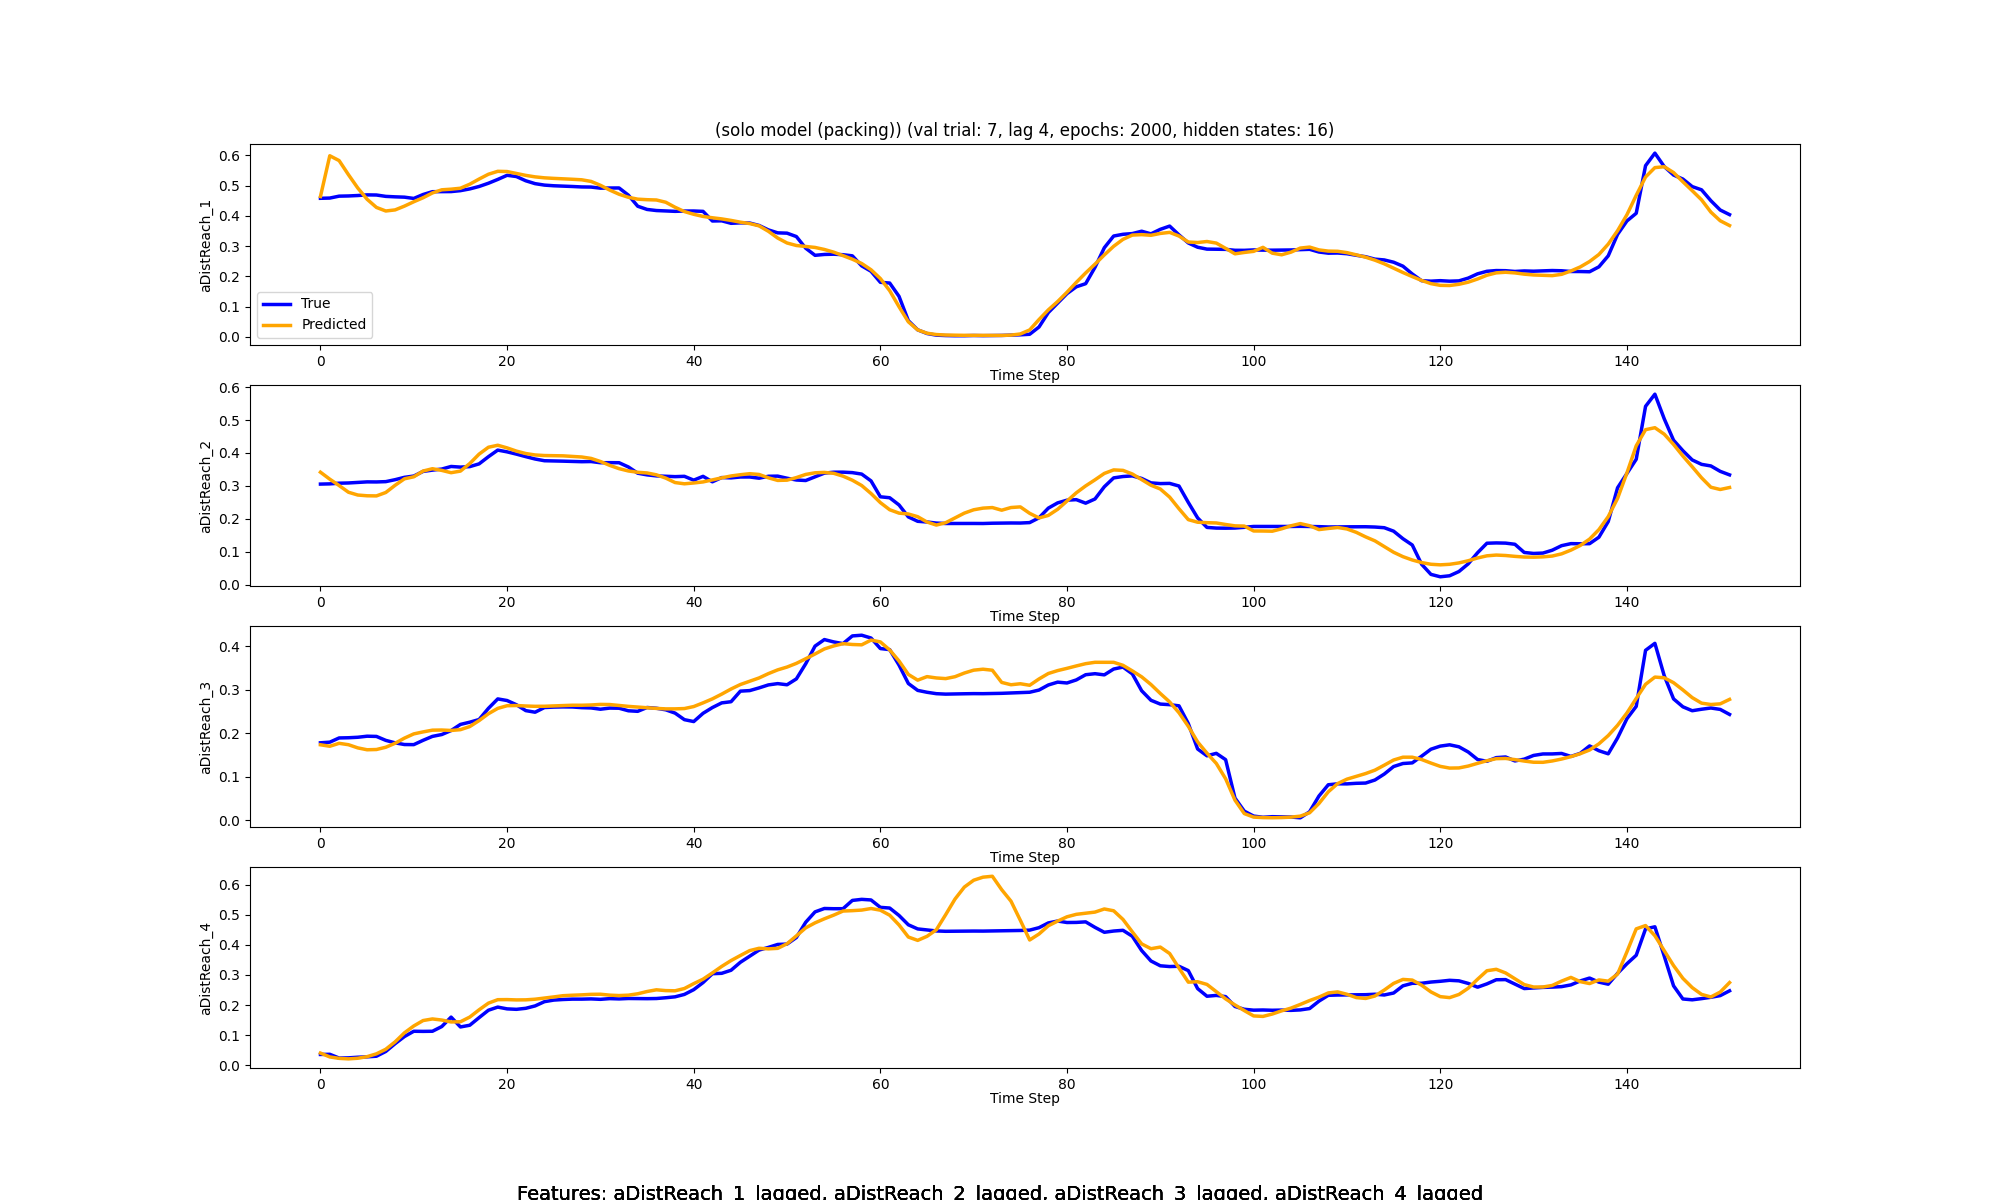 (solo model (packing)) (val trial: 7, lag 4, epochs: 2000, hidden states: 16)
0.6
0.5
0.4
0.3
0.2
0.1
0.0
aDistReach_1
True
Predicted
0 20 40 60 80 100 120 140
Time Step
0.6
0.5
0.4
0.3
0.2
0.1
0.0
aDistReach_2
0 20 40 60 80 100 120 140
Time Step
0.4
0.3
0.2
0.1
0.0
aDistReach_3
0 20 40 60 80 100 120 140
Time Step
0.6
0.5
0.4
0.3
0.2
0.1
0.0
aDistReach_4
0 20 40 60 80 100 120 140
Time Step
Features: aDistReach_1_lagged, aDistReach_2_lagged, aDistReach_3_lagged, aDistReach_4_lagged